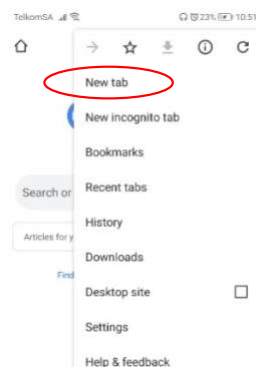 TelkomSA 23% 10:51
New tab
New incognito tab
Bookmarks
Search or
Recent tabs
History
Articles for y
Downloads
Find
Desktop site
Settings
Help & feedback